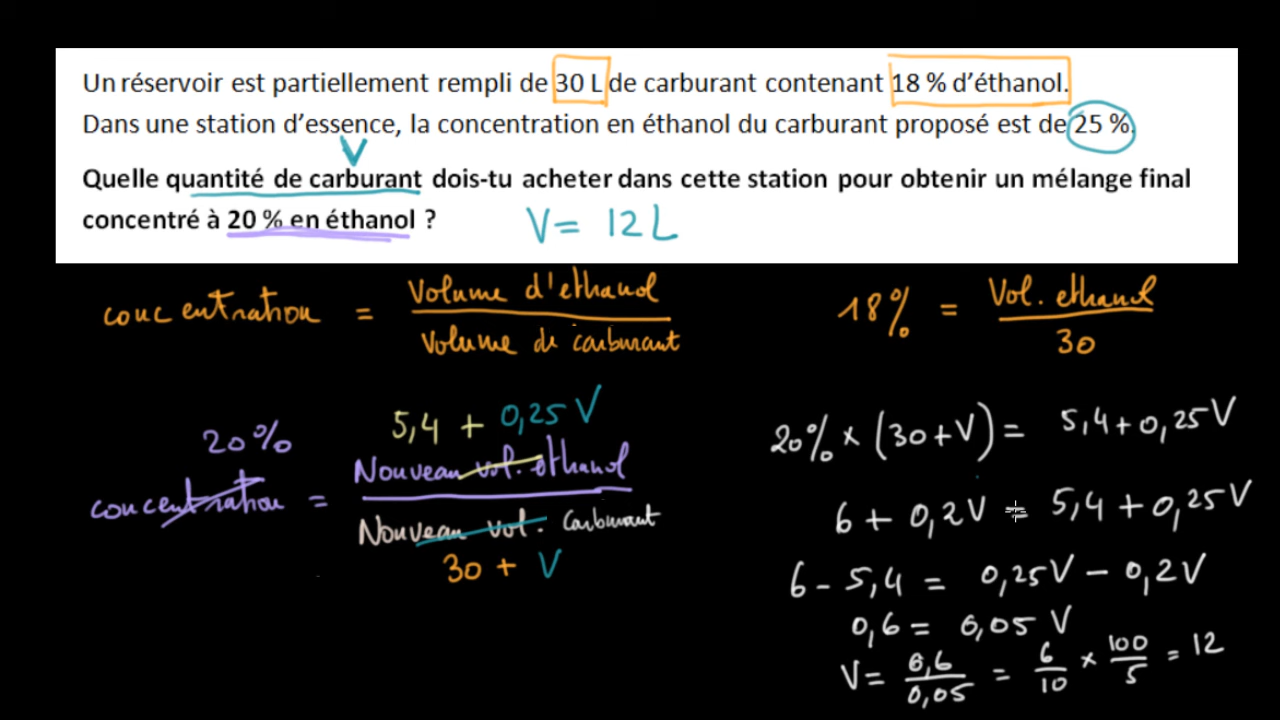 Un réservoir est partiellement rempli de 30 L de carburant contenant 18 % d'éthanol.
Dans une station d'essence, la concentration en éthanol du carburant proposé est de 25 %.
V
Quelle quantité de carburant dois-tu acheter dans cette station pour obtenir un mélange final
concentré à 20 % en éthanol ?
V = 12 L
concentration = Volume d'ethanol / Volume de carburant
18% = Vol. ethanol / 30
20%
5,4 + 0,25 V
concentration = Nouveau vol. éthanol / Nouveau vol. carburant
30 + V
20% × (30+V) = 5,4 + 0,25 V
6 + 0,2V = 5,4 + 0,25 V
6 - 5,4 = 0,25V - 0,2V
0,6 = 0,05 V
V = 0,6 / 0,05 = 6 / 10 × 100 / 5 = 12